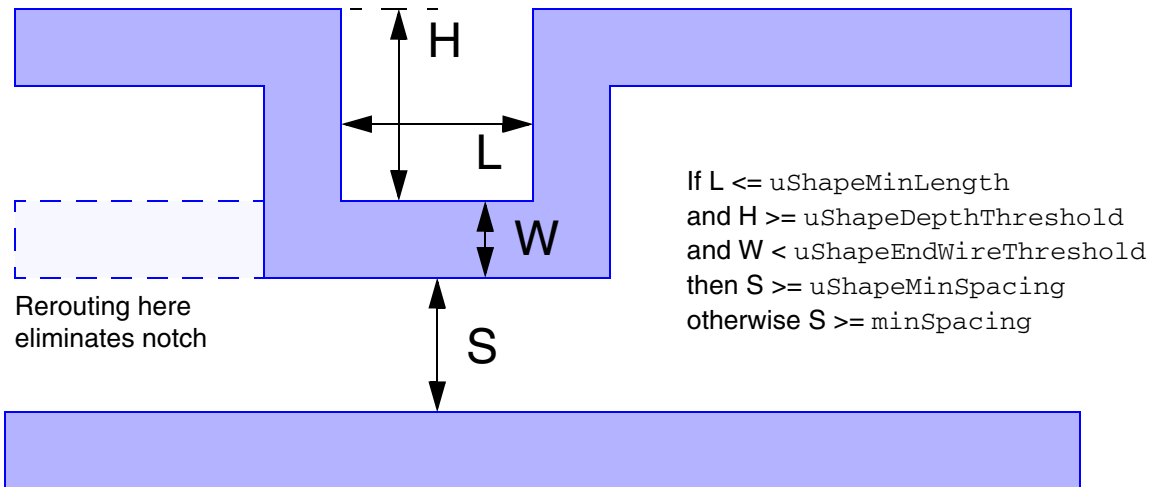 H
L
W
S
If L <= uShapeMinLength
and H >= uShapeDepthThreshold
and W < uShapeEndWireThreshold
then S >= uShapeMinSpacing
otherwise S >= minSpacing
Rerouting here
eliminates notch